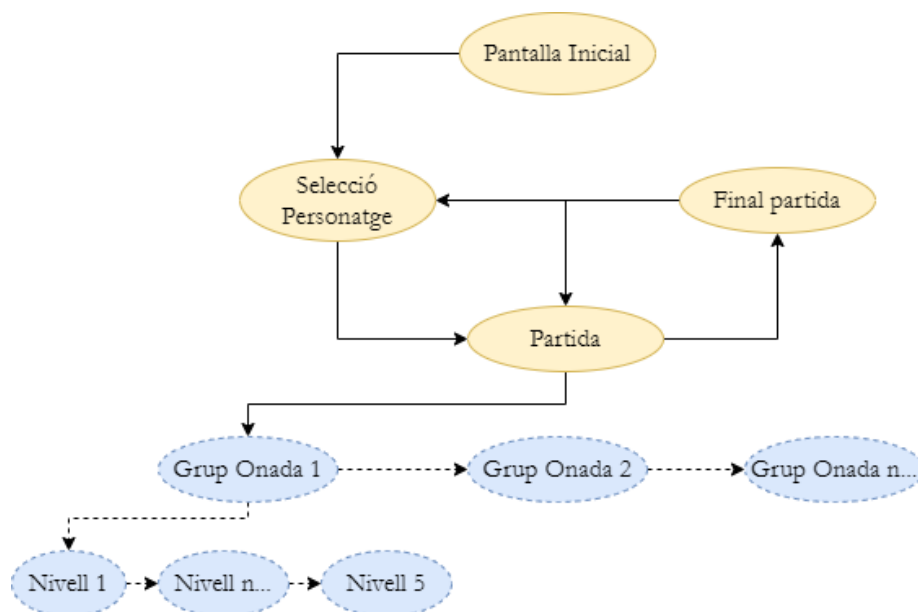 Pantalla Inicial
Selecció
Personatge
Final partida
Partida
Grup Onada 1
Grup Onada 2
Grup Onada n...
Nivell 1
Nivell n...
Nivell 5